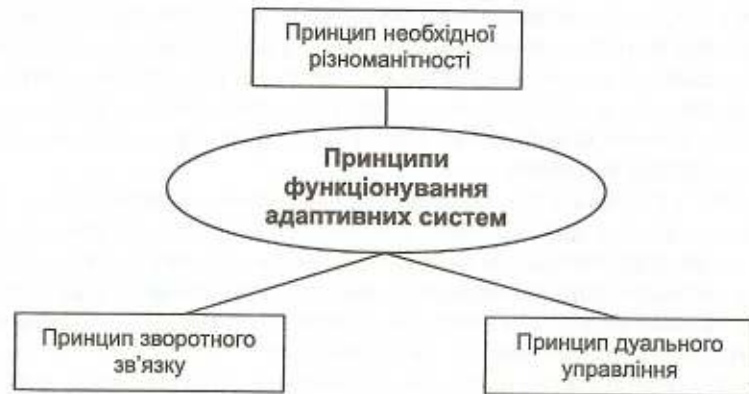 Принцип необхідної
різноманітності
Принципи
функціонування
адаптивних систем
Принцип зворотного
зв'язку
Принцип дуального
управління